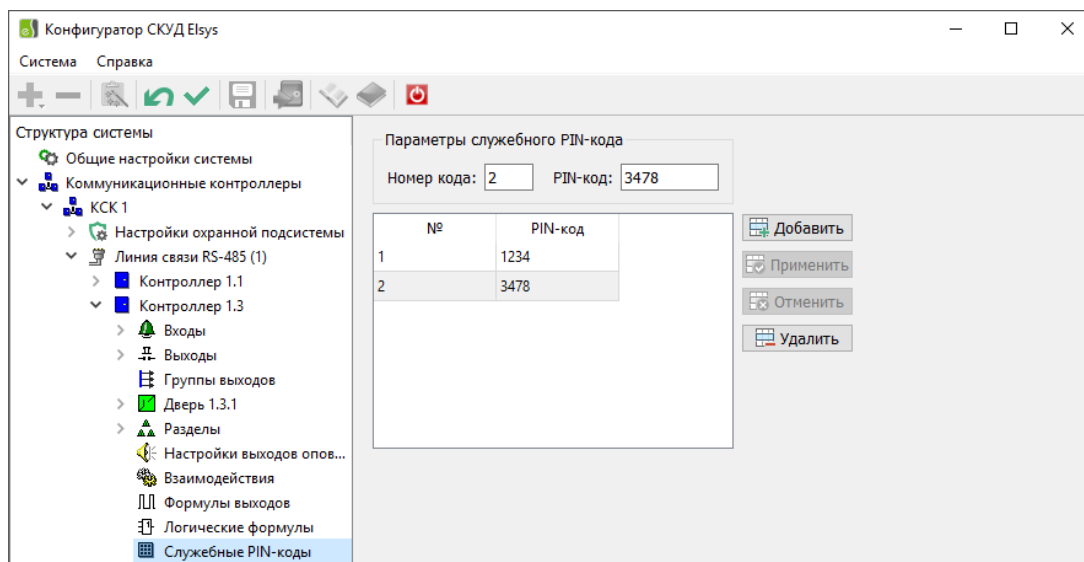 Конфигуратор СКУД Elsys
Система Справка
Структура системы
Общие настройки системы
Коммуникационные контроллеры
КСК 1
Настройки охранной подсистемы
Линия связи RS-485 (1)
Контроллер 1.1
Контроллер 1.3
Входы
Выходы
Группы выходов
Дверь 1.3.1
Разделы
Настройки выходов опов...
Взаимодействия
Формулы выходов
Логические формулы
Служебные PIN-коды
Параметры служебного PIN-кода
Номер кода: 2 PIN-код: 3478
№ PIN-код
1 1234
2 3478
Добавить
Применить
Отменить
Удалить